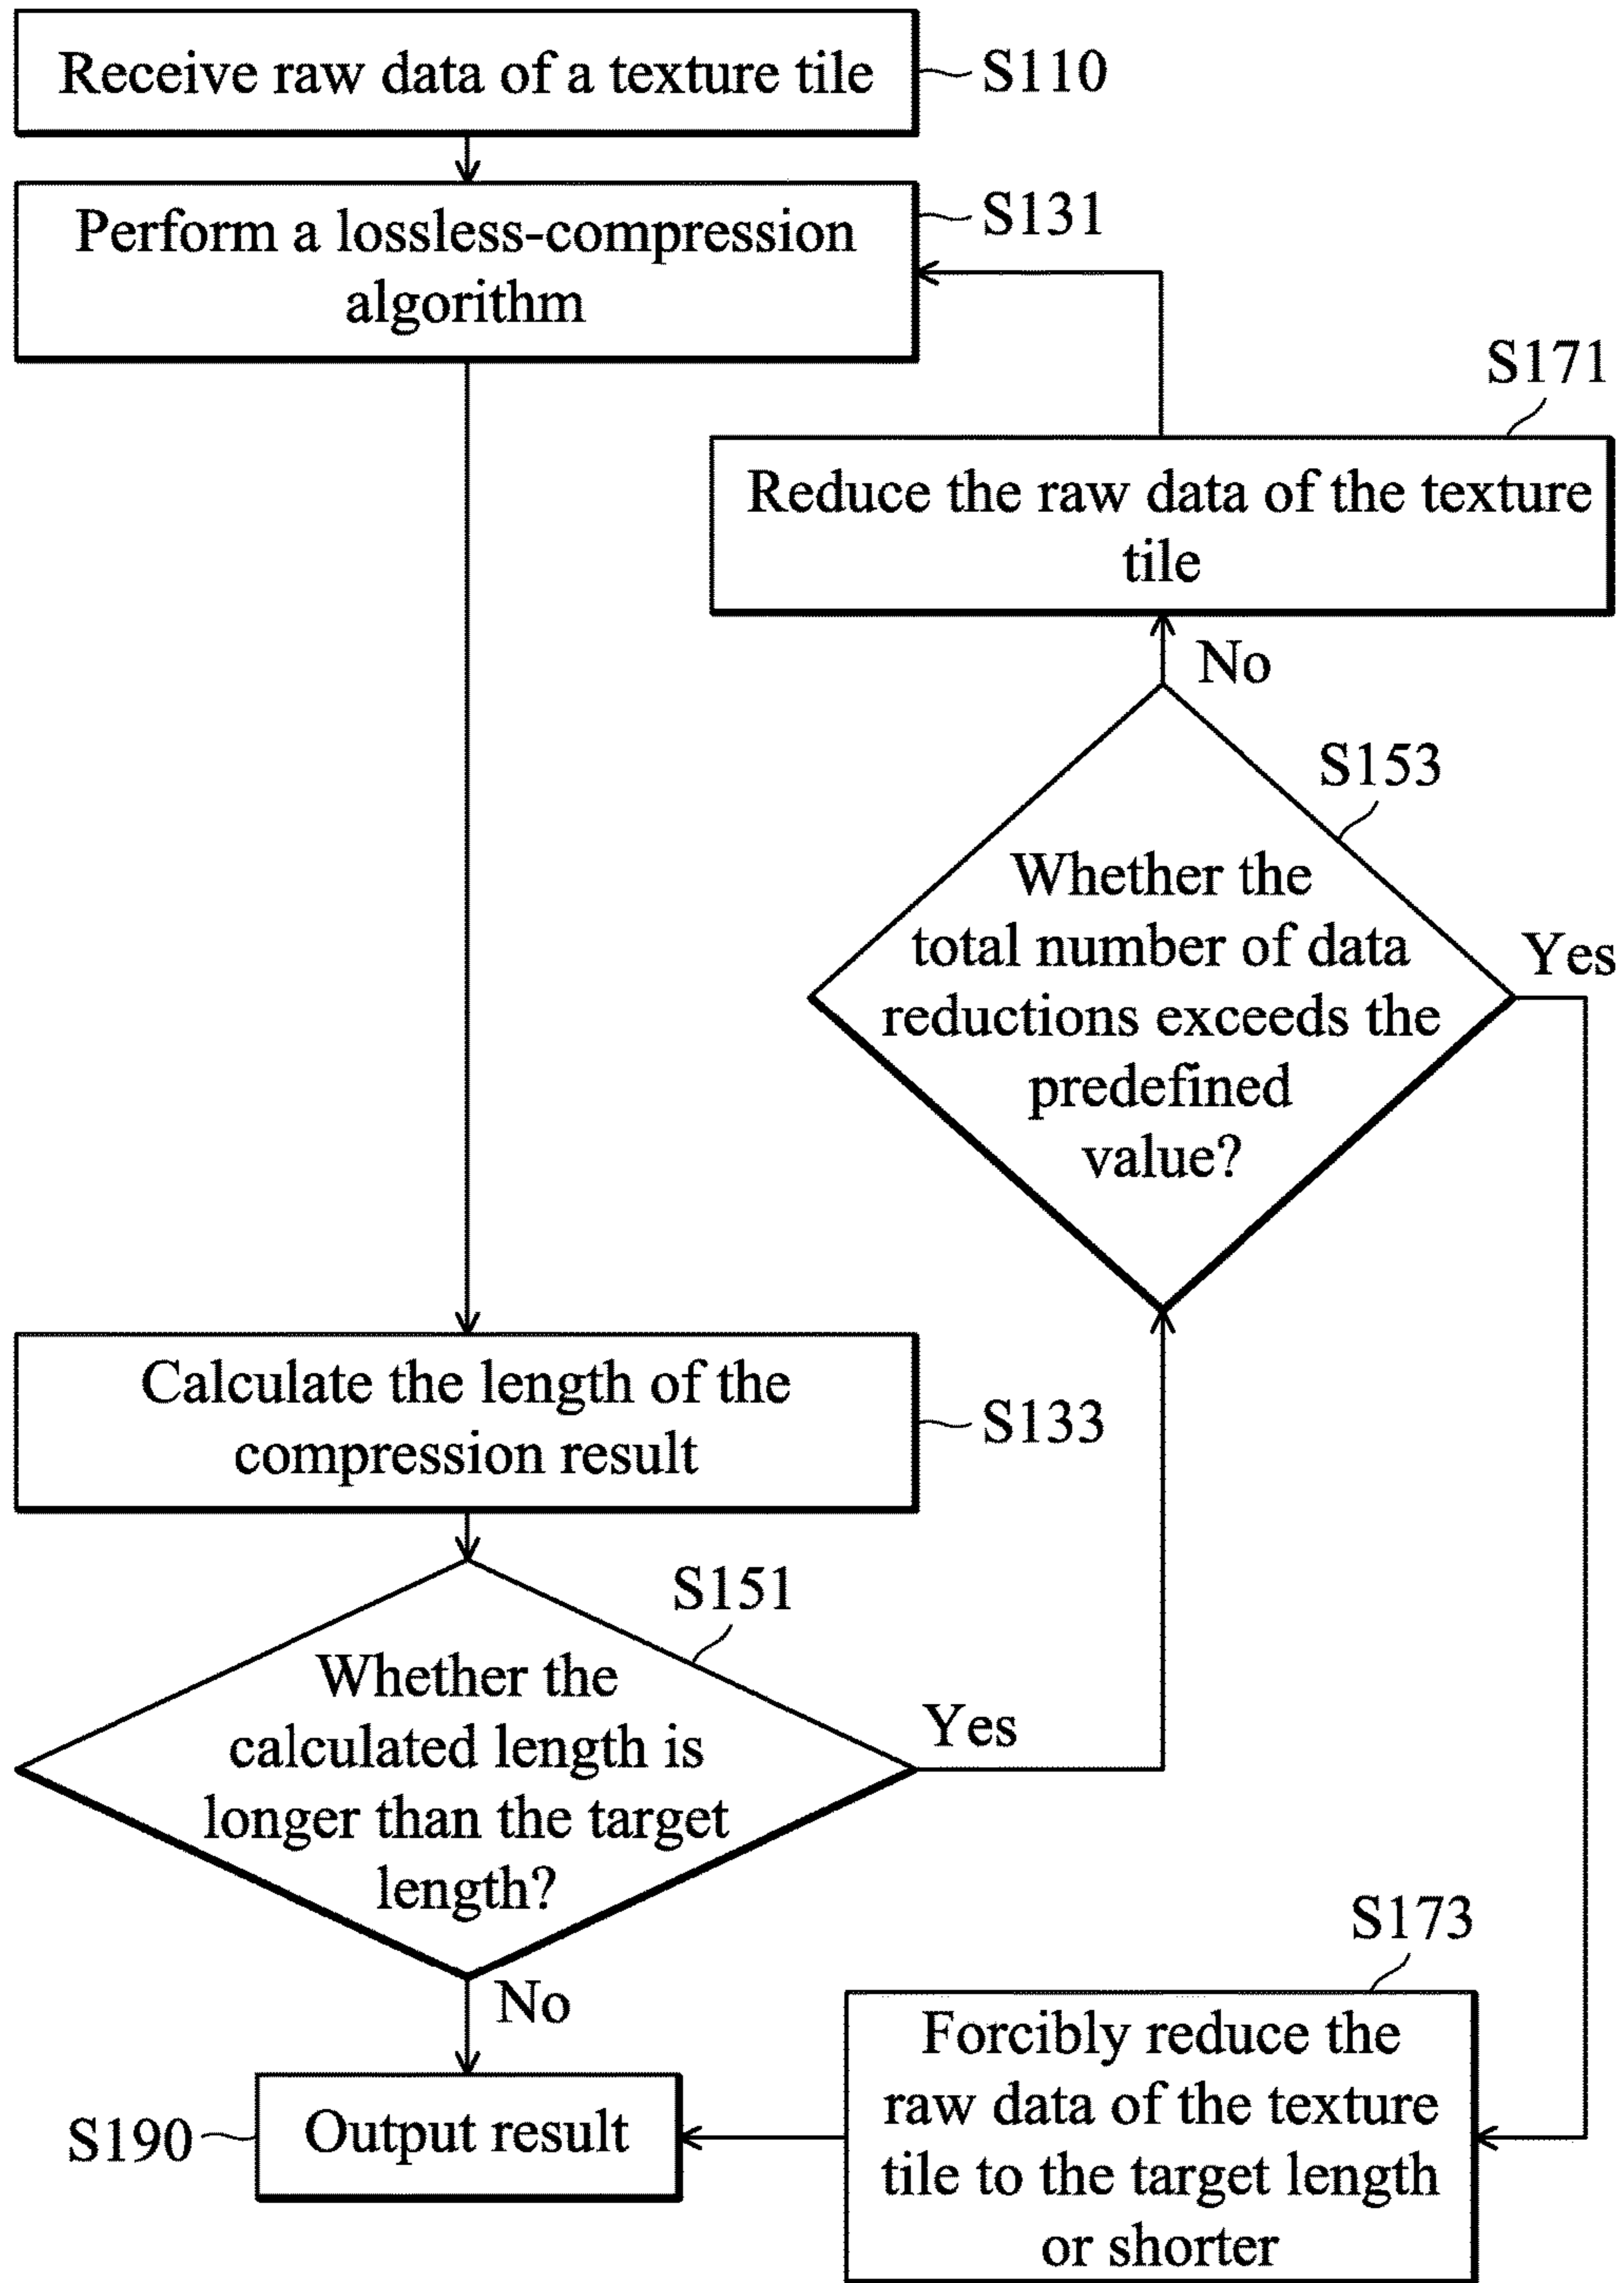 Receive raw data of a texture tile
S110
Perform a lossless-compression
algorithm
S131
S171
Reduce the raw data of the texture
tile
No
S153
Whether the
total number of data
reductions exceeds the
predefined
value?
Yes
Calculate the length of the
compression result
S133
S151
Whether the
calculated length is
longer than the target
length?
Yes
No
S173
Forcibly reduce the
raw data of the texture
tile to the target length
or shorter
S190
Output result